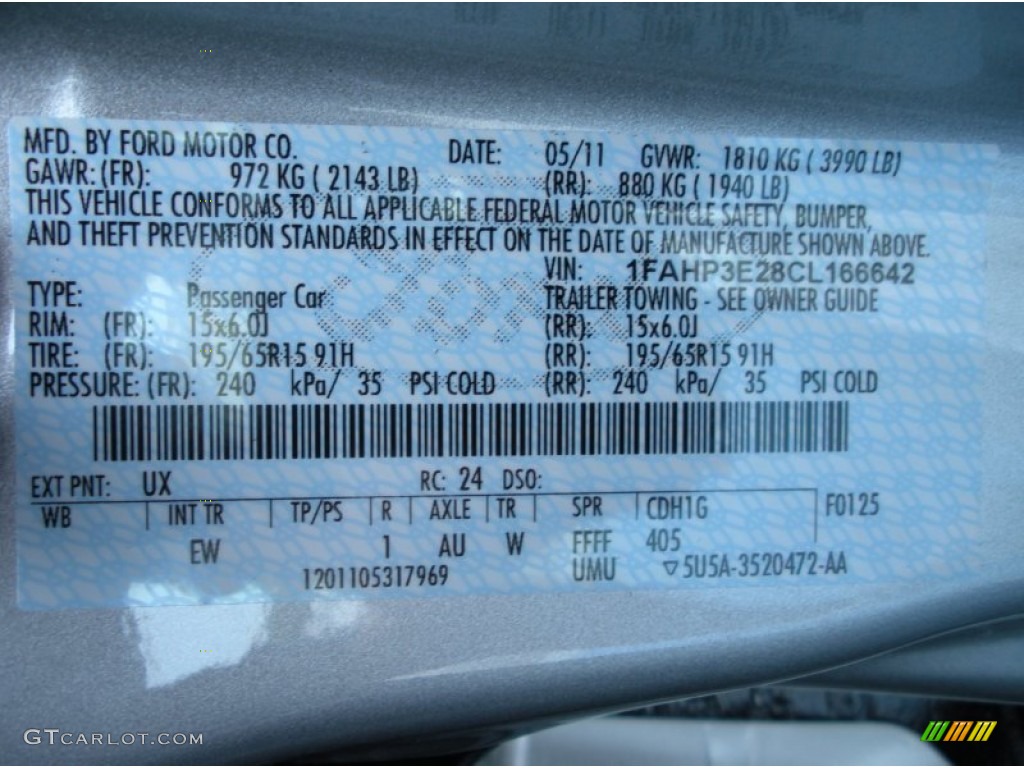 MFD. BY FORD MOTOR CO. DATE: 05/11 GVWR: 1810 KG ( 3990 LB)
GAWR: (FR): 972 KG ( 2143 LB) (RR): 880 KG ( 1940 LB)
THIS VEHICLE CONFORMS TO ALL APPLICABLE FEDERAL MOTOR VEHICLE SAFETY, BUMPER,
AND THEFT PREVENTION STANDARDS IN EFFECT ON THE DATE OF MANUFACTURE SHOWN ABOVE.
VIN: 1FAHP3E28CL166642
TYPE: Passenger Car TRAILER TOWING - SEE OWNER GUIDE
RIM: (FR): 15x6.0J (RR): 15x6.0J
TIRE: (FR): 195/65R15 91H (RR): 195/65R15 91H
PRESSURE: (FR): 240 kPa/ 35 PSI COLD (RR): 240 kPa/ 35 PSI COLD
EXT PNT: UX RC: 24 DSO:
WB INT TR TP/PS R AXLE TR SPR CDH1G F0125
EW 1 AU W FFFF 405
1201105317969 UMU ▽5U5A-3520472-AA
GTCARLOT.COM